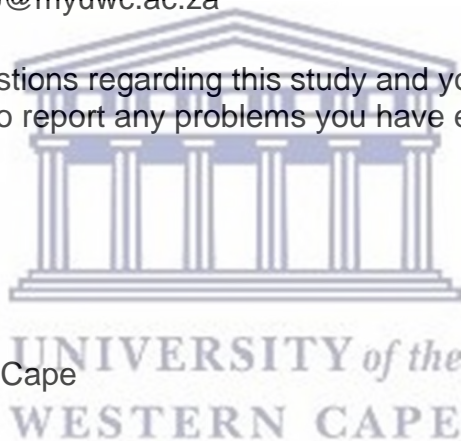 @myuwc.ac.za
stions regarding this study and yo
o report any problems you have e
UNIVERSITY of the
Cape
WESTERN CAPE